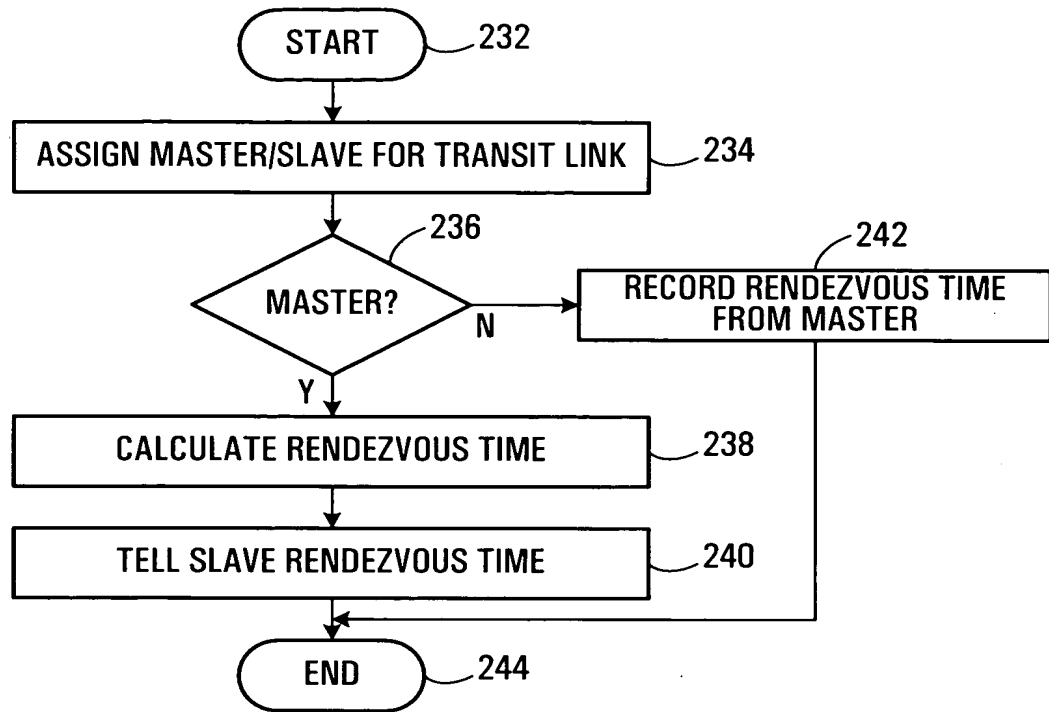 START
232
ASSIGN MASTER/SLAVE FOR TRANSIT LINK
234
236
MASTER?
N
Y
242
RECORD RENDEZVOUS TIME
FROM MASTER
CALCULATE RENDEZVOUS TIME
238
TELL SLAVE RENDEZVOUS TIME
240
END
244